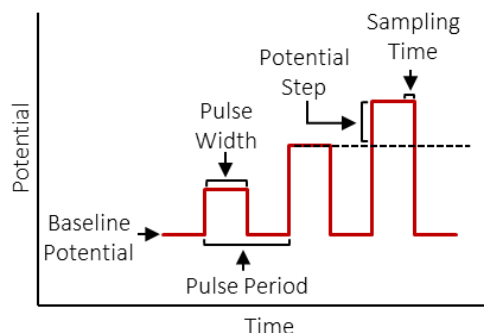 Sampling
Time
Potential
Step
Pulse
Width
Potential
Baseline
Potential
Pulse Period
Time